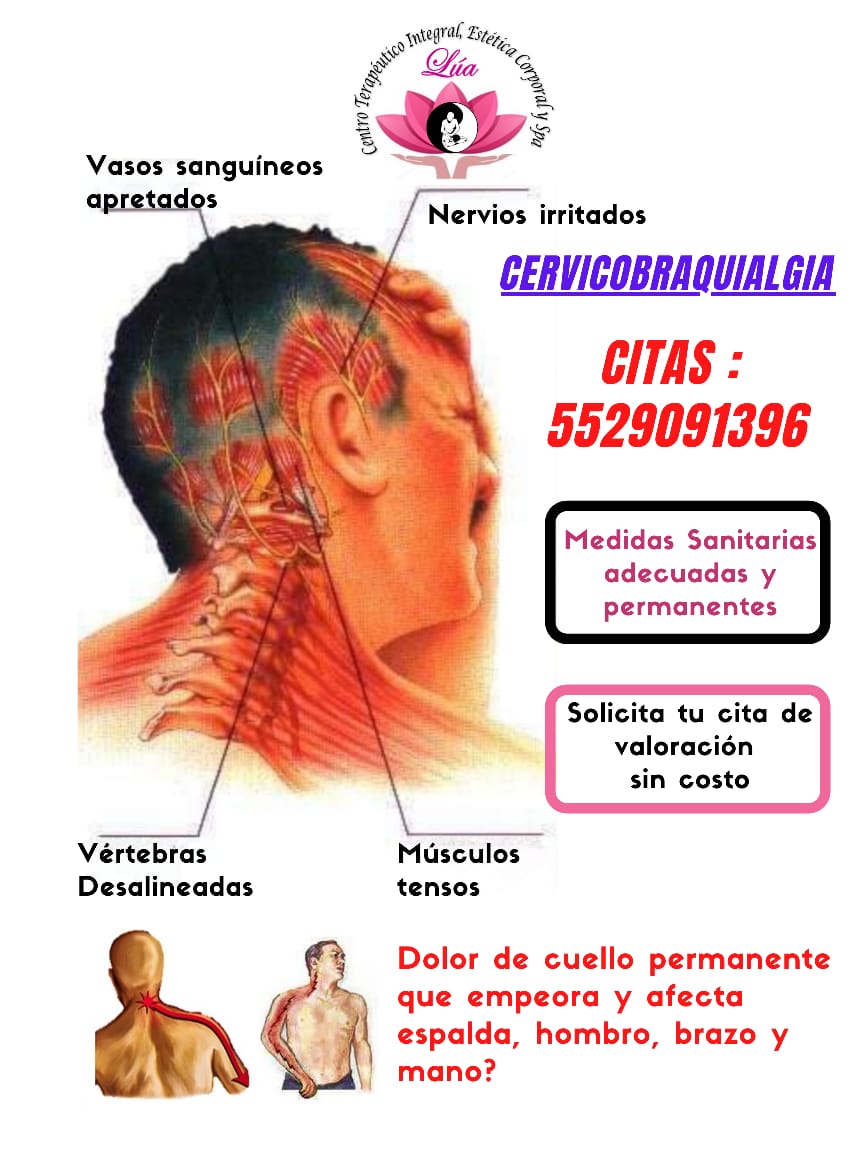 Centro Terapéutico Integral, Estética Corporal y Spa
Lúa
Vasos sanguíneos
apretados
Nervios irritados
CERVICOBRAQUIALGIA
CITAS :
5529091396
Medidas Sanitarias
adecuadas y
permanentes
Solicita tu cita de
valoración
sin costo
Vértebras
Desalineadas
Músculos
tensos
Dolor de cuello permanente
que empeora y afecta
espalda, hombro, brazo y
mano?